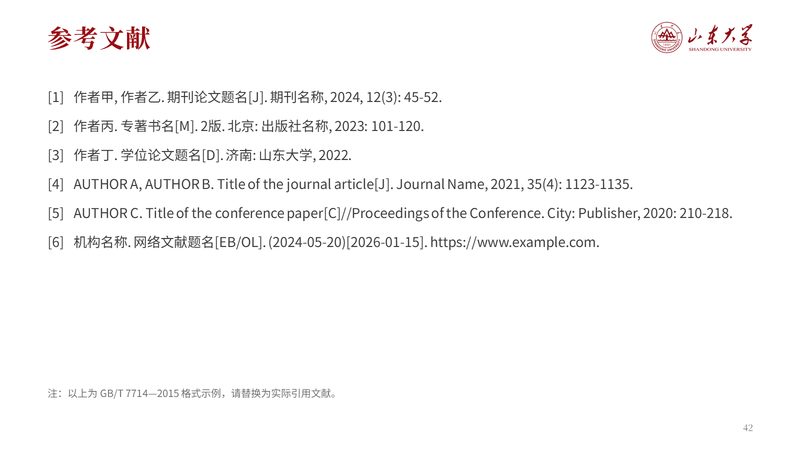 参考文献
山东大学
SHANDONG UNIVERSITY
[1] 作者甲, 作者乙. 期刊论文题名[J]. 期刊名称, 2024, 12(3): 45-52.
[2] 作者丙. 专著书名[M]. 2版. 北京: 出版社名称, 2023: 101-120.
[3] 作者丁. 学位论文题名[D]. 济南: 山东大学, 2022.
[4] AUTHOR A, AUTHOR B. Title of the journal article[J]. Journal Name, 2021, 35(4): 1123-1135.
[5] AUTHOR C. Title of the conference paper[C]//Proceedings of the Conference. City: Publisher, 2020: 210-218.
[6] 机构名称. 网络文献题名[EB/OL]. (2024-05-20)[2026-01-15]. https://www.example.com.
注：以上为 GB/T 7714—2015 格式示例，请替换为实际引用文献。
42